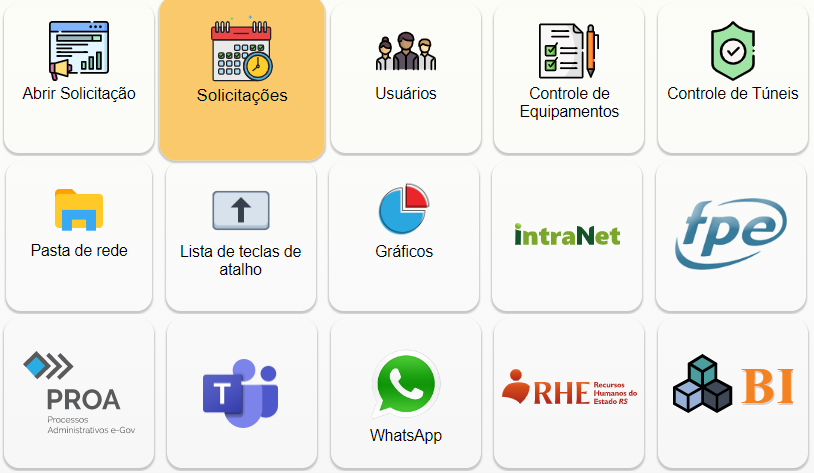 Abrir Solicitação
Solicitações
Usuários
Controle de
Equipamentos
Controle de Túneis
Pasta de rede
Lista de teclas de
atalho
Gráficos
intraNet
fpe
PROA
Processos
Administrativos e-Gov
T
WhatsApp
RHE
Recursos
Humanos do
Estado RS
BI